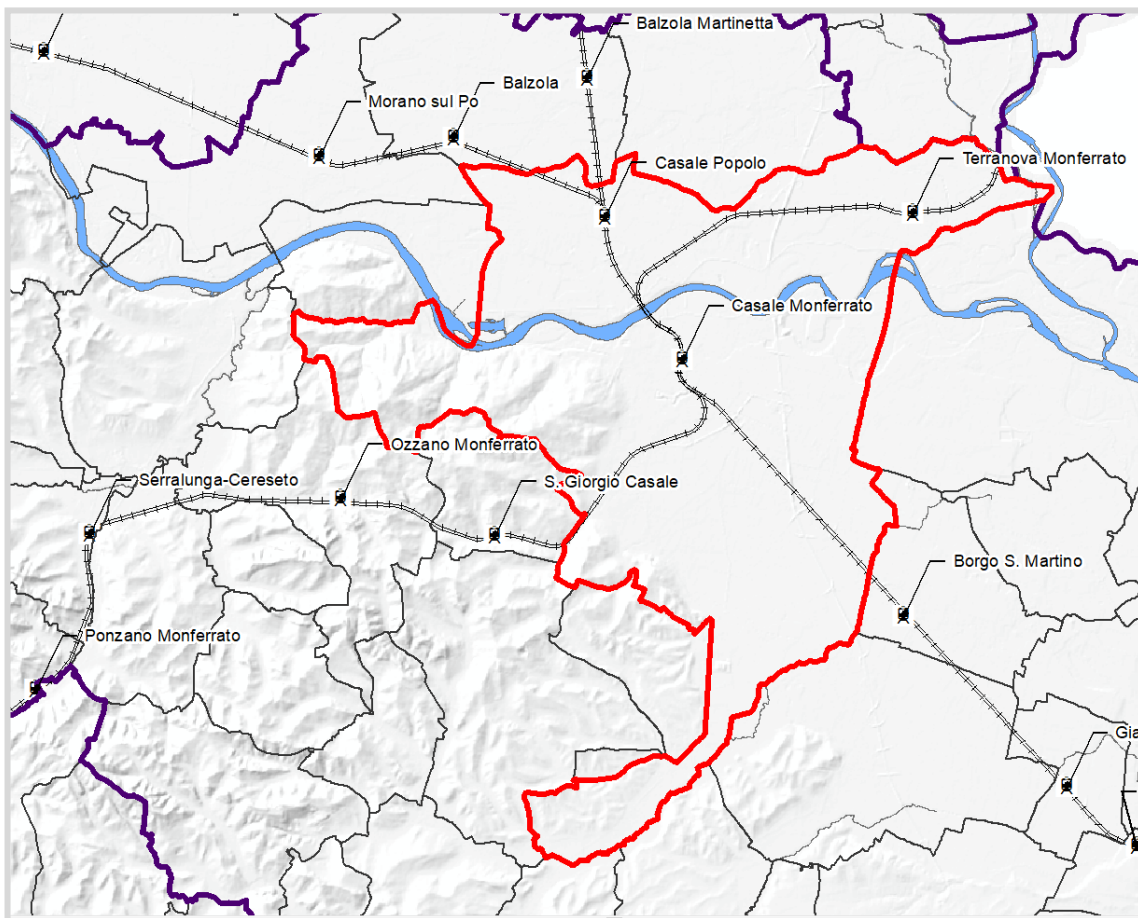 Balzola Martinetta
Balzola
Morano sul Po
Casale Popolo
Terranova Monferrato
Casale Monferrato
Ozzano Monferrato
Serralunga-Cereseto
S. Giorgio Casale
Borgo S. Martino
Ponzano Monferrato
Gia